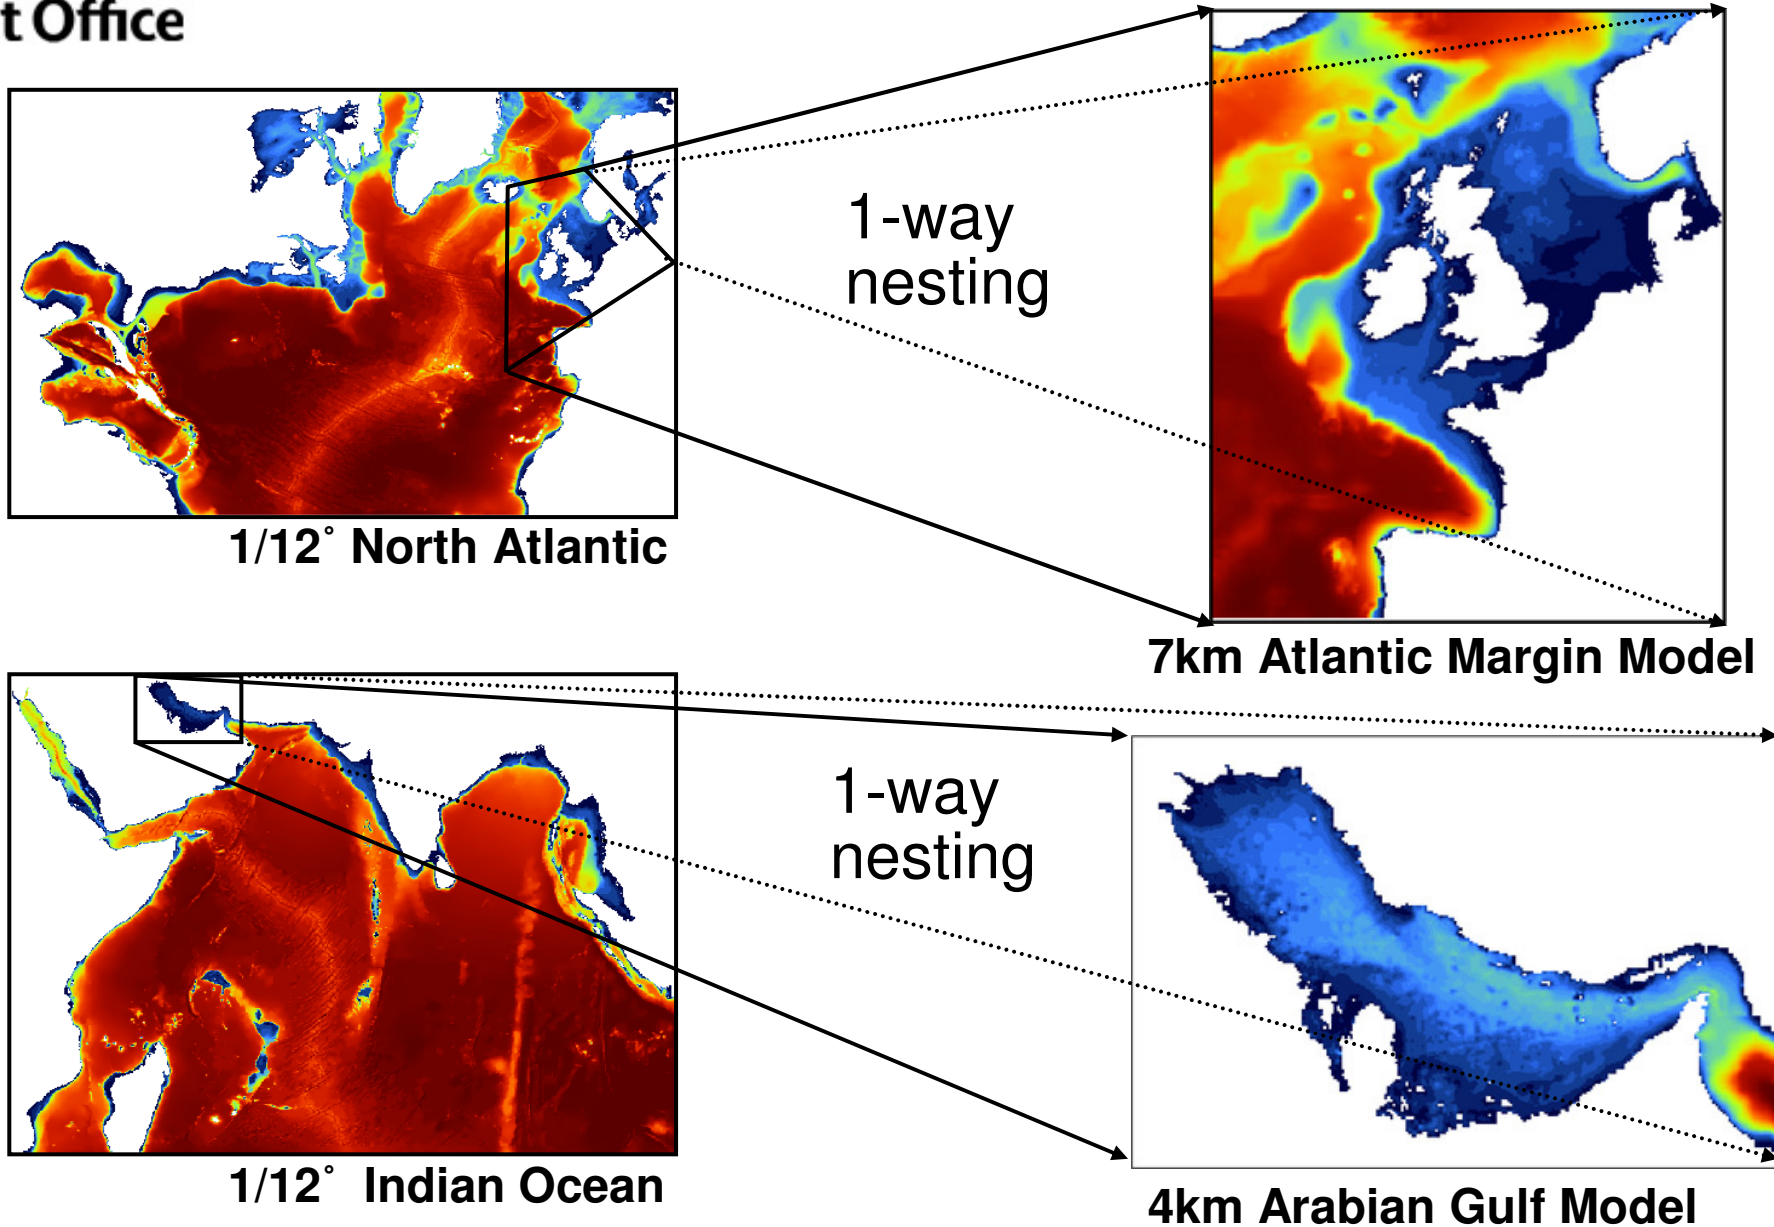 t Office
1-way
nesting
1/12° North Atlantic
7km Atlantic Margin Model
1-way
nesting
1/12° Indian Ocean
4km Arabian Gulf Model